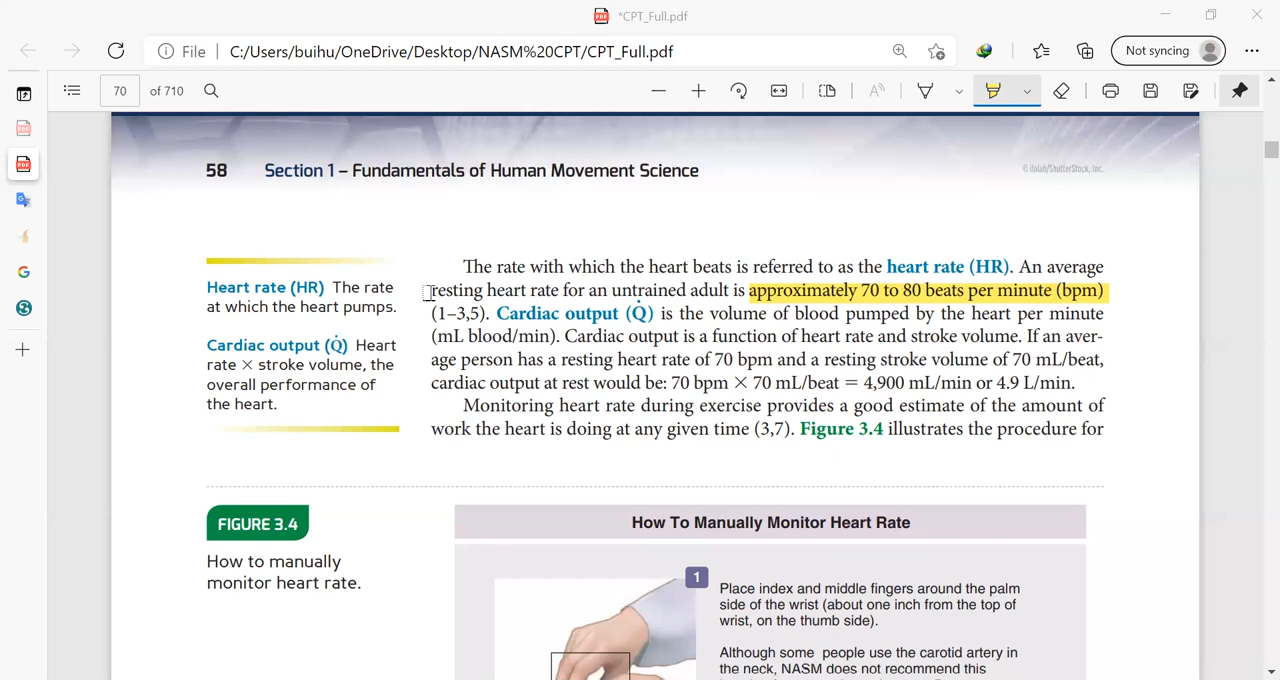 *CPT_Full.pdf
File | C:/Users/buihu/OneDrive/Desktop/NASM%20CPT/CPT_Full.pdf
Not syncing
70 of 710
58 Section 1 – Fundamentals of Human Movement Science
© ilolab/ShutterStock, Inc.
Heart rate (HR) The rate
at which the heart pumps.
Cardiac output (Q̇) Heart
rate × stroke volume, the
overall performance of
the heart.
The rate with which the heart beats is referred to as the heart rate (HR). An average
resting heart rate for an untrained adult is approximately 70 to 80 beats per minute (bpm)
(1–3,5). Cardiac output (Q̇) is the volume of blood pumped by the heart per minute
(mL blood/min). Cardiac output is a function of heart rate and stroke volume. If an aver-
age person has a resting heart rate of 70 bpm and a resting stroke volume of 70 mL/beat,
cardiac output at rest would be: 70 bpm × 70 mL/beat = 4,900 mL/min or 4.9 L/min.
Monitoring heart rate during exercise provides a good estimate of the amount of
work the heart is doing at any given time (3,7). Figure 3.4 illustrates the procedure for
FIGURE 3.4
How to manually
monitor heart rate.
How To Manually Monitor Heart Rate
1
Place index and middle fingers around the palm
side of the wrist (about one inch from the top of
wrist, on the thumb side).
Although some people use the carotid artery in
the neck, NASM does not recommend this